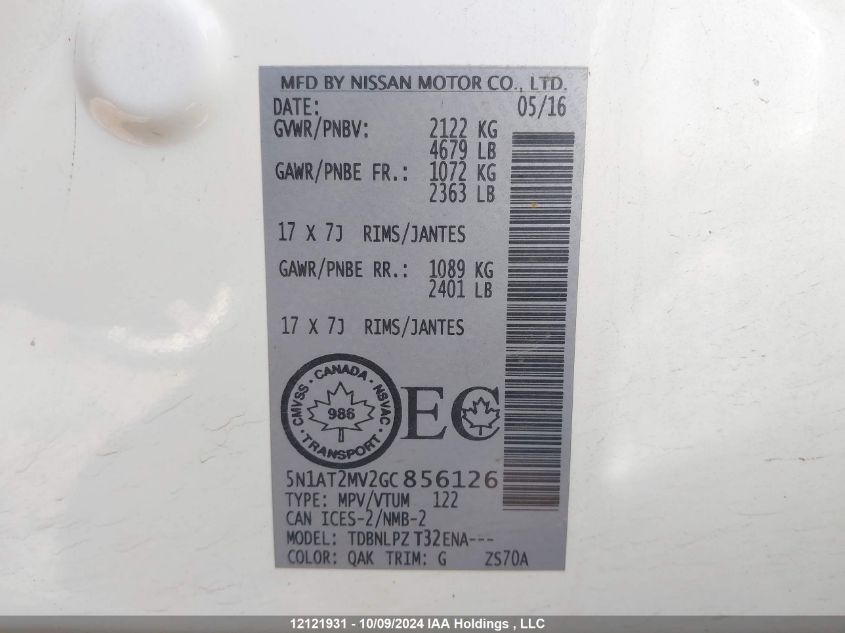 MFD BY NISSAN MOTOR CO., LTD.
DATE: 05/16
GVWR/PNBV: 2122 KG
4679 LB
GAWR/PNBE FR.: 1072 KG
2363 LB
17 X 7J RIMS/JANTES
GAWR/PNBE RR.: 1089 KG
2401 LB
17 X 7J RIMS/JANTES
CMVSS · CANADA · NSVAC
986
· TRANSPORT ·
EC
5N1AT2MV2GC856126
TYPE: MPV/VTUM 122
CAN ICES-2/NMB-2
MODEL: TDBNLPZ T32ENA---
COLOR: QAK TRIM: G ZS70A
12121931 - 10/09/2024 IAA Holdings , LLC